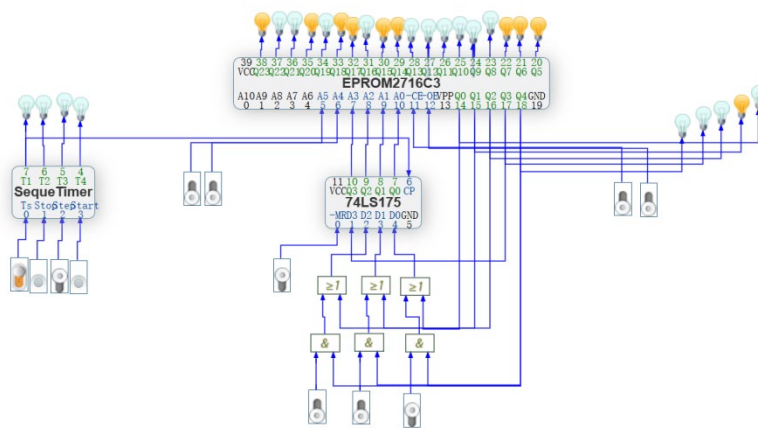 39 38 37 36 35 34 33 32 31 30 29 28 27 26 25 24 23 22 21 20
VCC Q23 Q22 Q21 Q20 Q19 Q18 Q17 Q16 Q15 Q14 Q13 Q12 Q11 Q10 Q9 Q8 Q7 Q6 Q5
EPROM2716C3
A10 A9 A8 A7 A6 A5 A4 A3 A2 A1 A0 -CE -OE VPP Q0 Q1 Q2 Q3 Q4 GND
0 1 2 3 4 5 6 7 8 9 10 11 12 13 14 15 16 17 18 19
7 6 5 4
T1 T2 T3 T4
SequeTimer
Ts Stop Step Start
0 1 2 3
11 10 9 8 7 6
VCC Q3 Q2 Q1 Q0 CP
74LS175
-MR D3 D2 D1 D0 GND
0 1 2 3 4 5
≥1 ≥1 ≥1
& & &